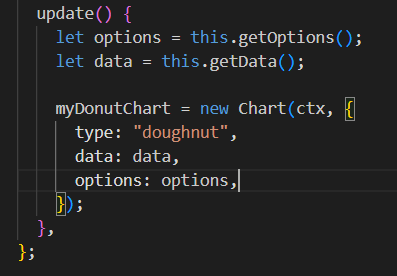 update() {
let options = this.getOptions();
let data = this.getData();
myDonutChart = new Chart(ctx, {
type: "doughnut",
data: data,
options: options,
});
},
};